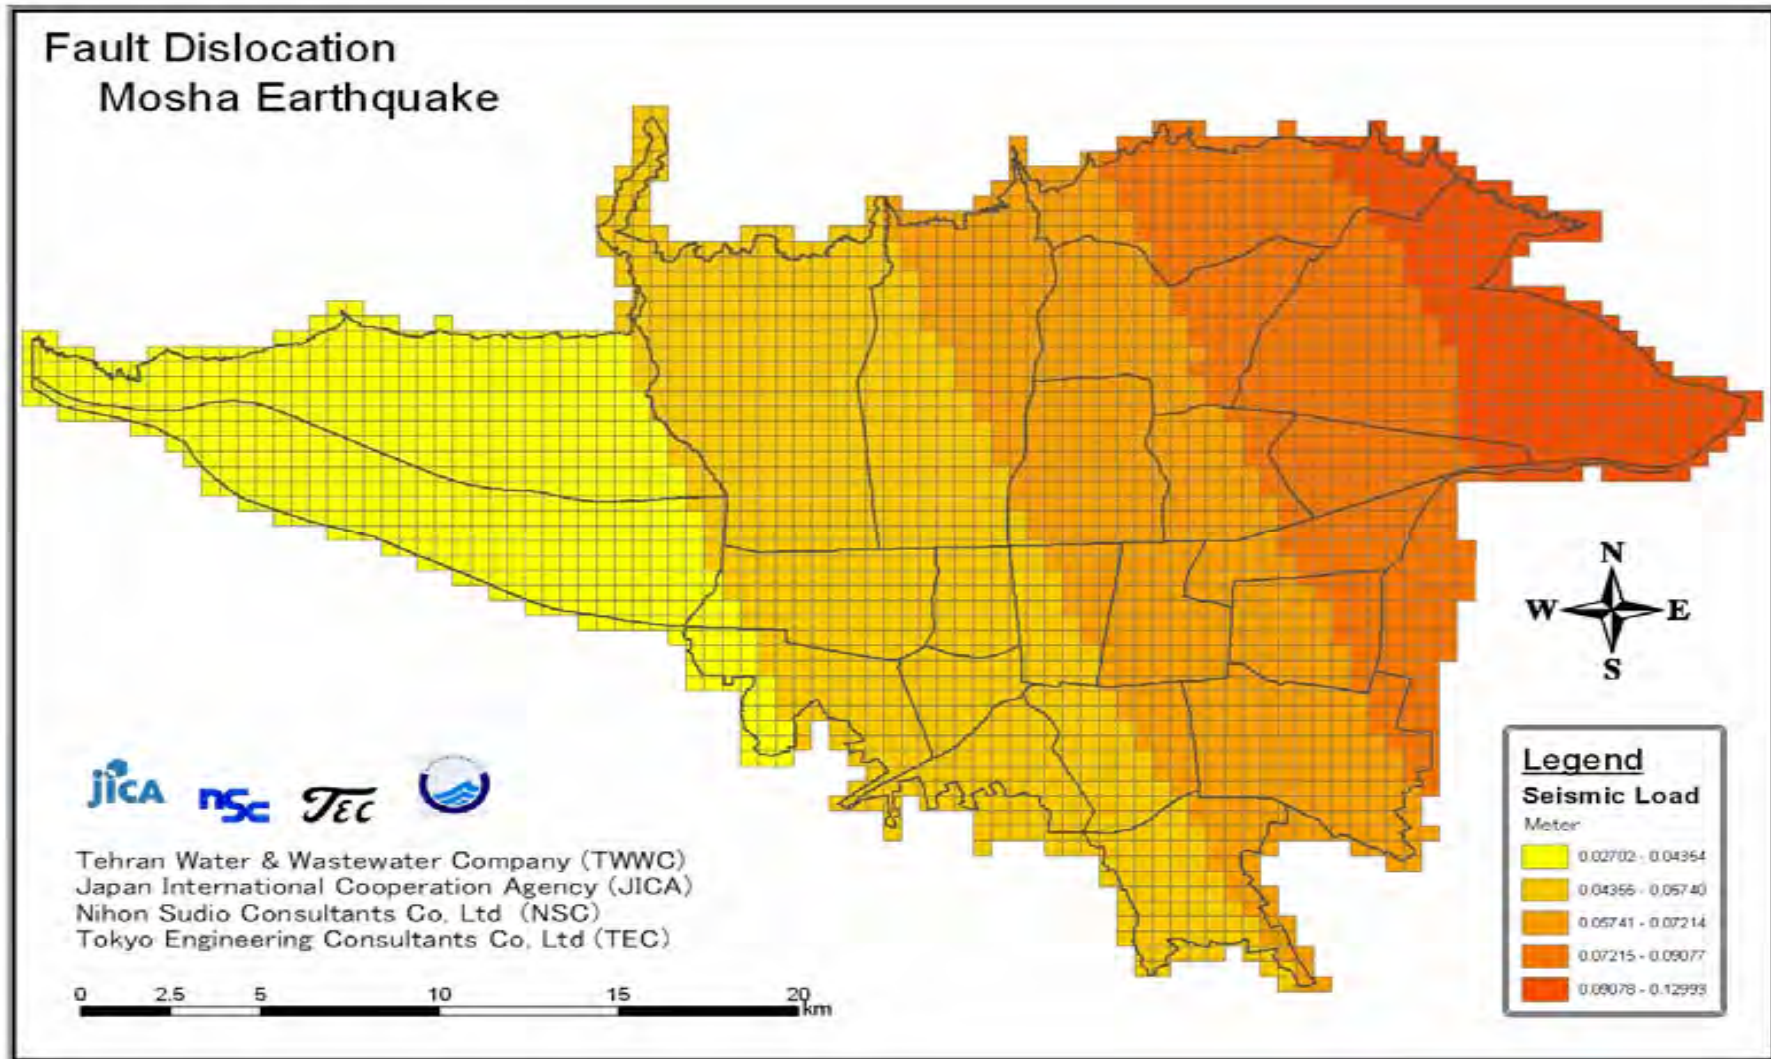 Fault Dislocation
Mosha Earthquake
N
W E
S
jICA nsc TEC
Tehran Water & Wastewater Company (TWWC)
Japan International Cooperation Agency (JICA)
Nihon Sudio Consultants Co, Ltd (NSC)
Tokyo Engineering Consultants Co, Ltd (TEC)
0 2.5 5 10 15 20
km
Legend
Seismic Load
Meter
0.02702 - 0.04354
0.04355 - 0.05740
0.05741 - 0.07214
0.07215 - 0.09077
0.09078 - 0.12993